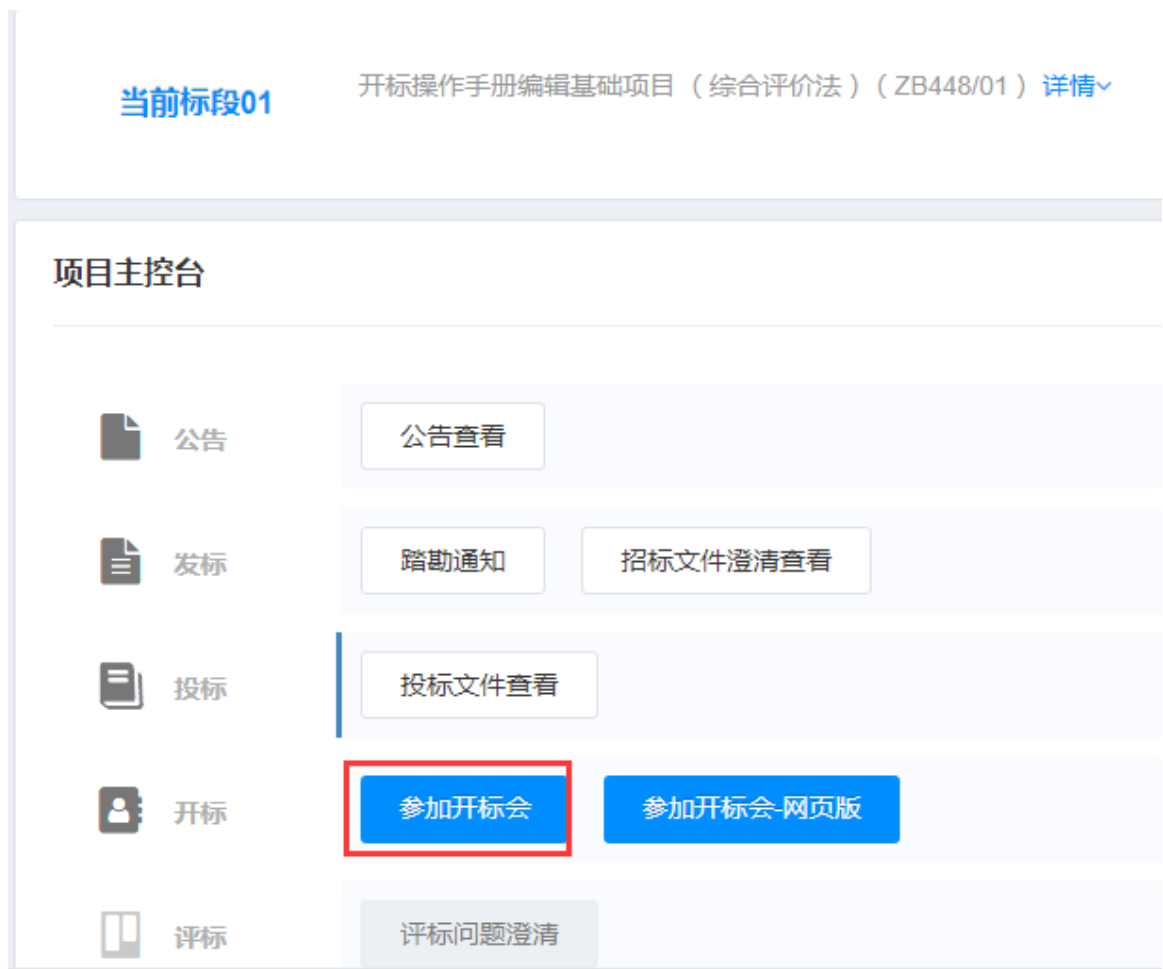 当前标段01
开标操作手册编辑基础项目（综合评价法）（ZB448/01）详情
项目主控台
公告 公告查看
发标 踏勘通知 招标文件澄清查看
投标 投标文件查看
开标 参加开标会 参加开标会-网页版
评标 评标问题澄清